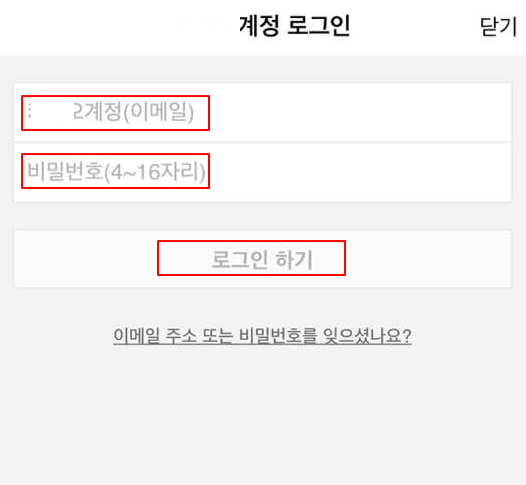 계정 로그인 닫기
계정(이메일)
비밀번호(4~16자리)
로그인 하기
이메일 주소 또는 비밀번호를 잊으셨나요?